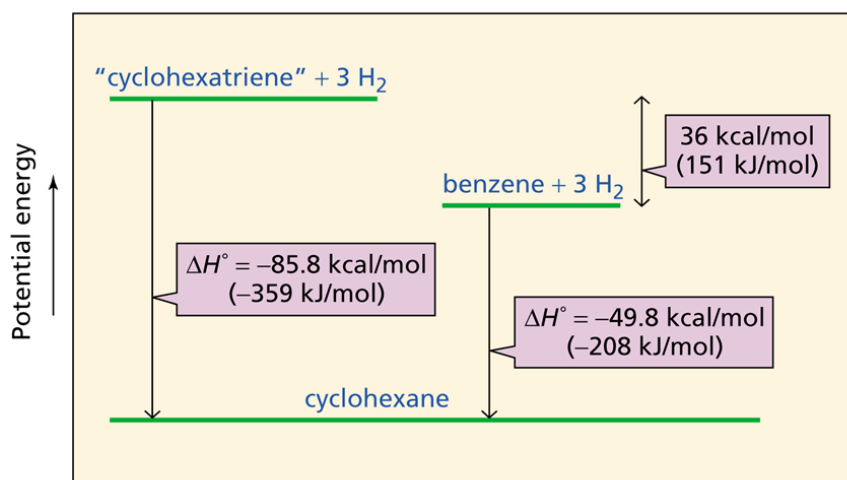 “cyclohexatriene” + 3 H₂
36 kcal/mol
(151 kJ/mol)
benzene + 3 H₂
Potential energy
ΔH° = –85.8 kcal/mol
(–359 kJ/mol)
ΔH° = –49.8 kcal/mol
(–208 kJ/mol)
cyclohexane